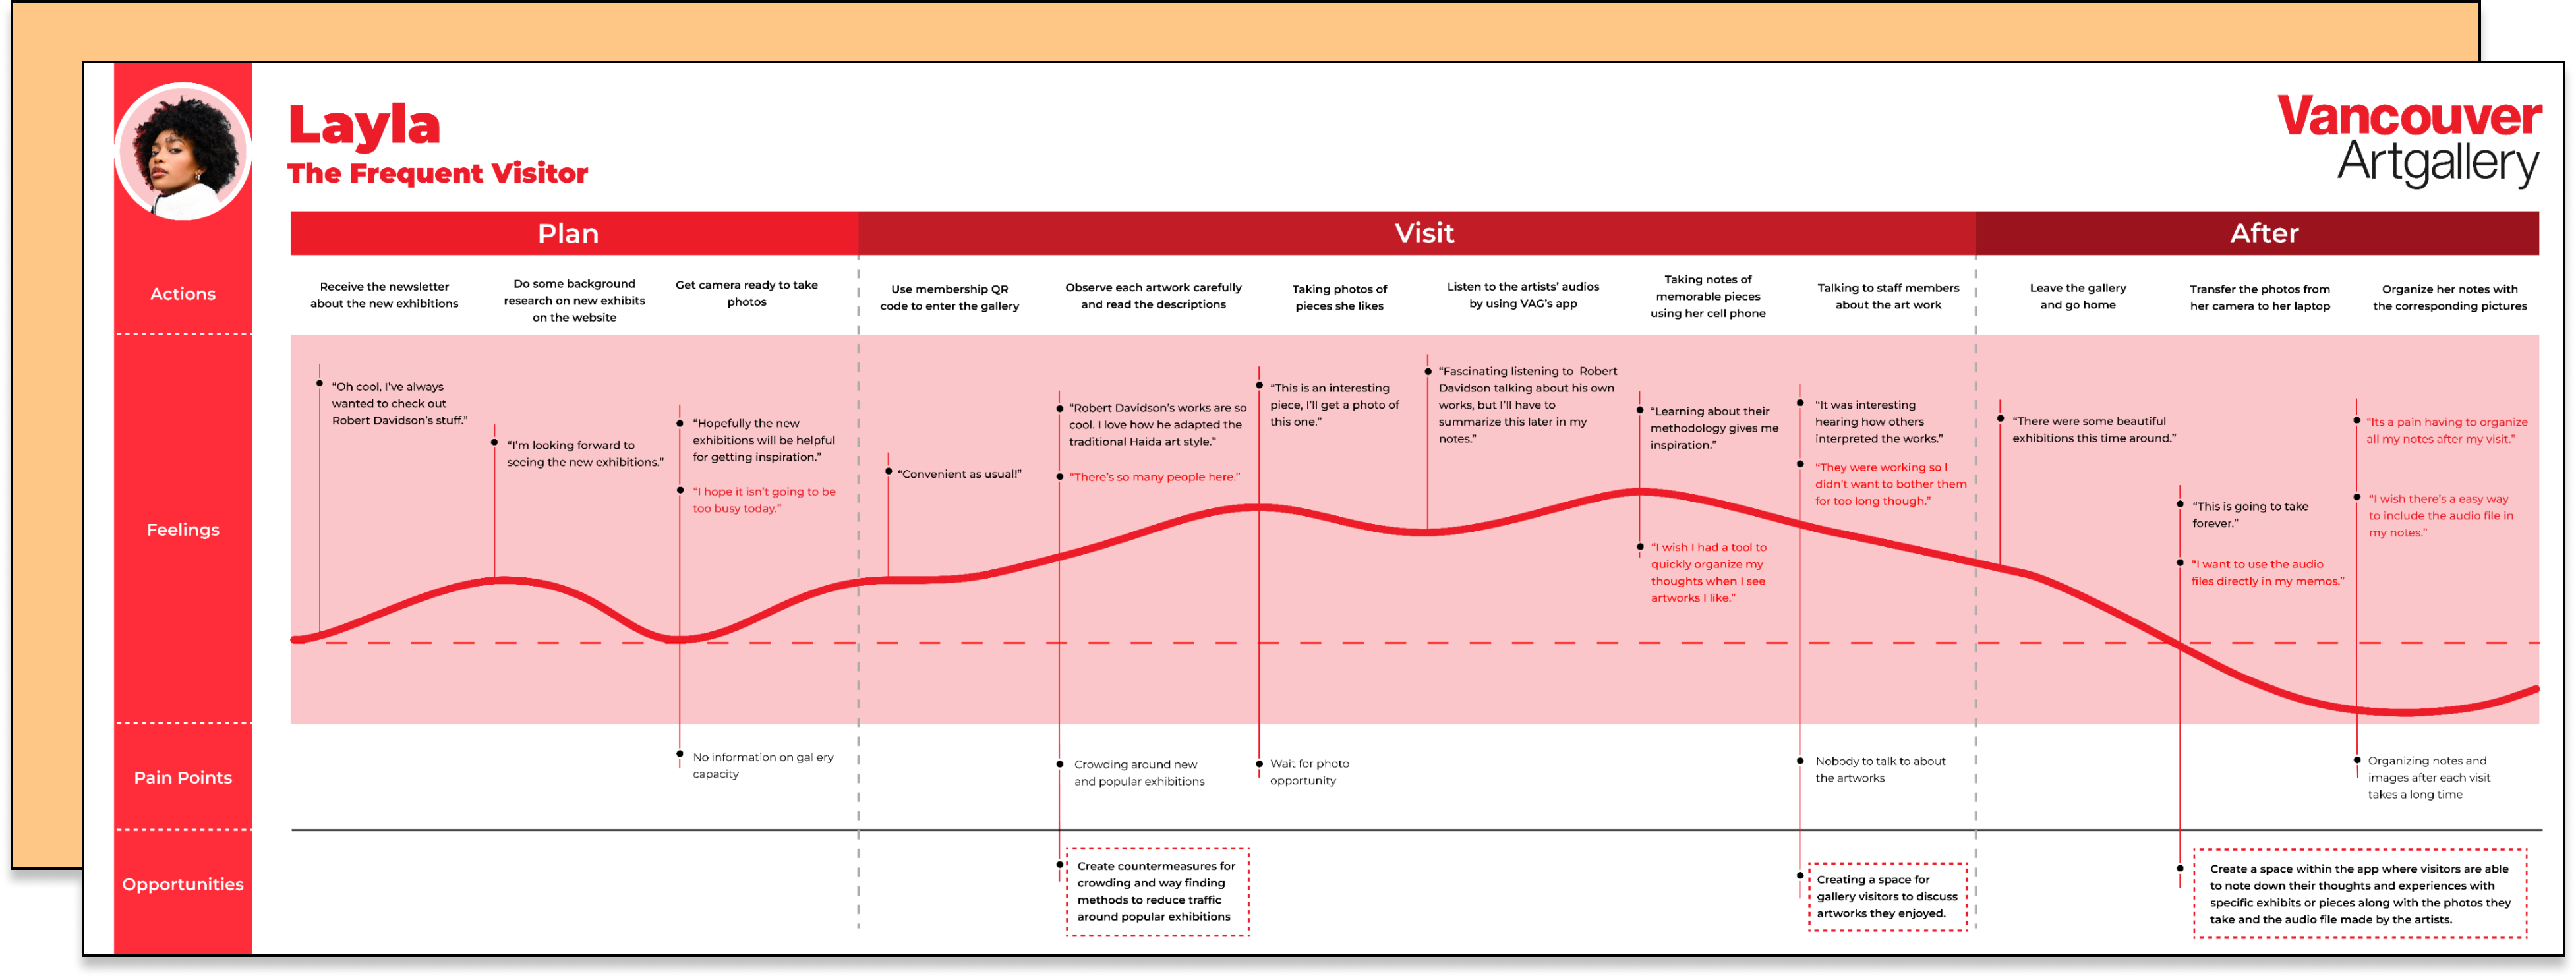 Layla
The Frequent Visitor
Vancouver
Artgallery
Plan
Visit
After
Actions
Receive the newsletter
about the new exhibitions
Do some background
research on new exhibits
on the website
Get camera ready to take
photos
Use membership QR
code to enter the gallery
Observe each artwork carefully
and read the descriptions
Taking photos of
pieces she likes
Listen to the artists' audios
by using VAG's app
Taking notes of
memorable pieces
using her cell phone
Talking to staff members
about the art work
Leave the gallery
and go home
Transfer the photos from
her camera to her laptop
Organize her notes with
the corresponding pictures
Feelings
“Oh cool, I've always
wanted to check out
Robert Davidson's stuff.”
“I'm looking forward to
seeing the new exhibitions.”
“Hopefully the new
exhibitions will be helpful
for getting inspiration.”
“I hope it isn't going to be
too busy today.”
“Convenient as usual!”
“Robert Davidson's works are so
cool. I love how he adapted the
traditional Haida art style.”
“There's so many people here.”
“This is an interesting
piece, I'll get a photo of
this one.”
“Fascinating listening to Robert
Davidson talking about his own
works, but I'll have to
summarize this later in my
notes.”
“Learning about their
methodology gives me
inspiration.”
“I wish I had a tool to
quickly organize my
thoughts when I see
artworks I like.”
“It was interesting
hearing how others
interpreted the works.”
“They were working so I
didn't want to bother them
for too long though.”
“There were some beautiful
exhibitions this time around.”
“This is going to take
forever.”
“I want to use the audio
files directly in my memos.”
“Its a pain having to organize
all my notes after my visit.”
“I wish there's a easy way
to include the audio file in
my notes.”
Pain Points
No information on gallery
capacity
Crowding around new
and popular exhibitions
Wait for photo
opportunity
Nobody to talk to about
the artworks
Organizing notes and
images after each visit
takes a long time
Opportunities
Create countermeasures for
crowding and way finding
methods to reduce traffic
around popular exhibitions
Creating a space for
gallery visitors to discuss
artworks they enjoyed.
Create a space within the app where visitors are able
to note down their thoughts and experiences with
specific exhibits or pieces along with the photos they
take and the audio file made by the artists.